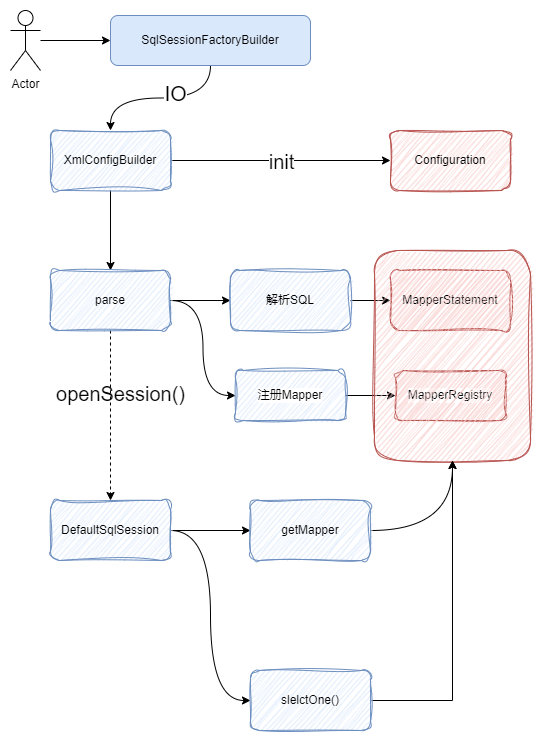 SqlSessionFactoryBuilder
Actor
IO
XmlConfigBuilder
init
Configuration
parse
解析SQL
MapperStatement
openSession()
注册Mapper
MapperRegistry
DefaultSqlSession
getMapper
slelctOne()